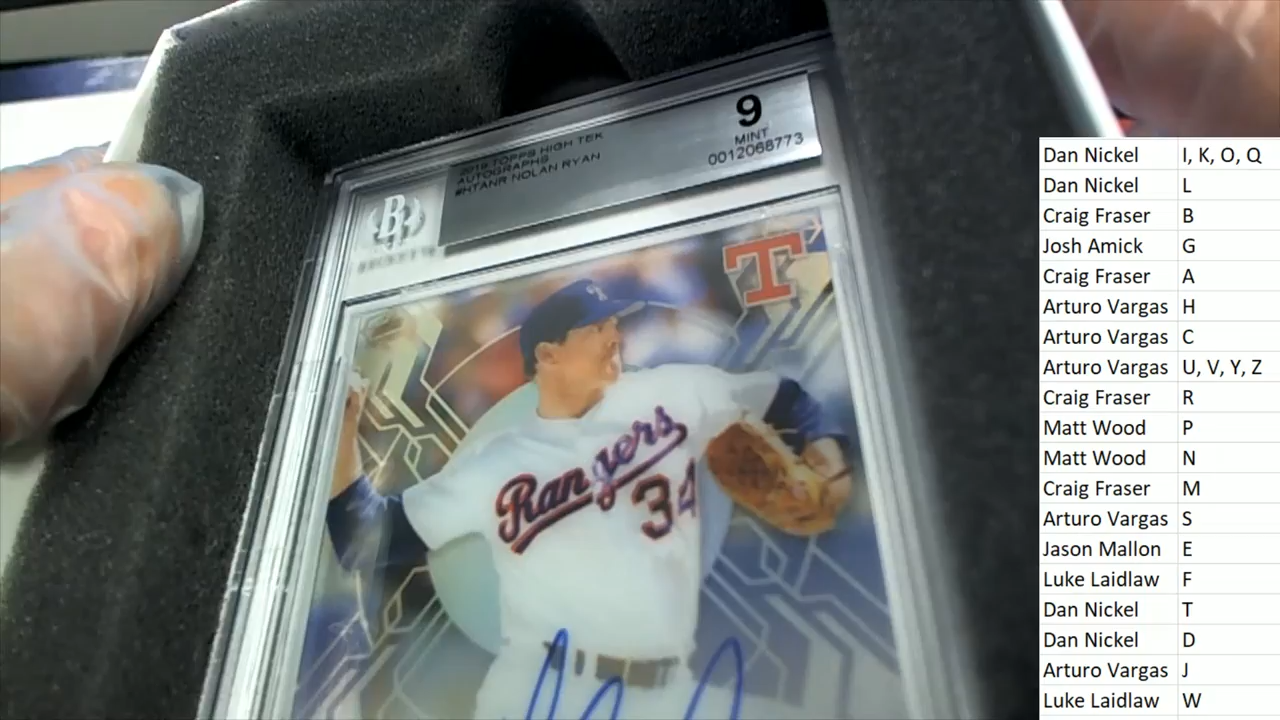 2019 TOPPS HIGH TEK
AUTOGRAPHS
#HTANR NOLAN RYAN
9
MINT
0012068773
B
BECKETT
T
T
Rangers
34
Dan Nickel I, K, O, Q
Dan Nickel L
Craig Fraser B
Josh Amick G
Craig Fraser A
Arturo Vargas H
Arturo Vargas C
Arturo Vargas U, V, Y, Z
Craig Fraser R
Matt Wood P
Matt Wood N
Craig Fraser M
Arturo Vargas S
Jason Mallon E
Luke Laidlaw F
Dan Nickel T
Dan Nickel D
Arturo Vargas J
Luke Laidlaw W